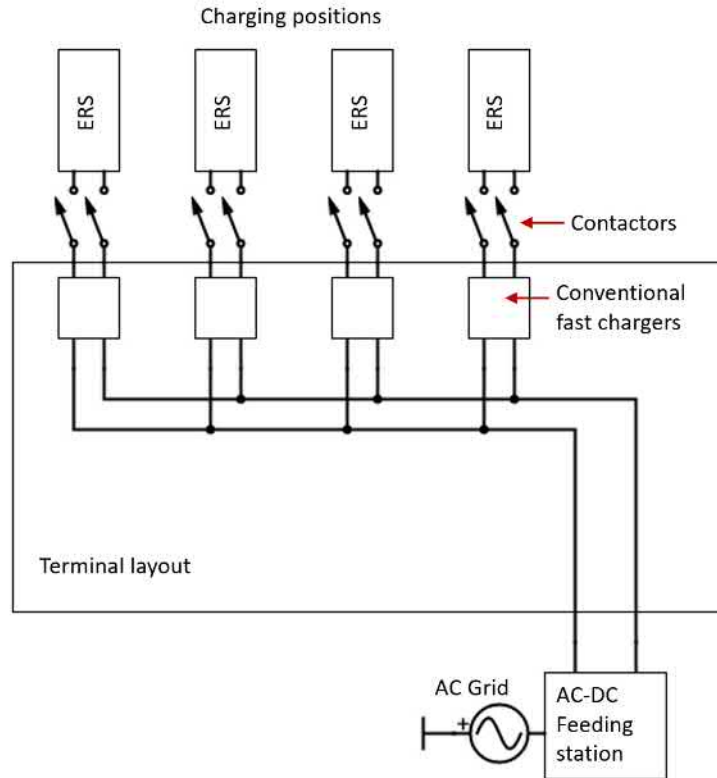 Charging positions
ERS
ERS
ERS
ERS
Contactors
Conventional
fast chargers
Terminal layout
AC Grid
+
AC-DC
Feeding
station